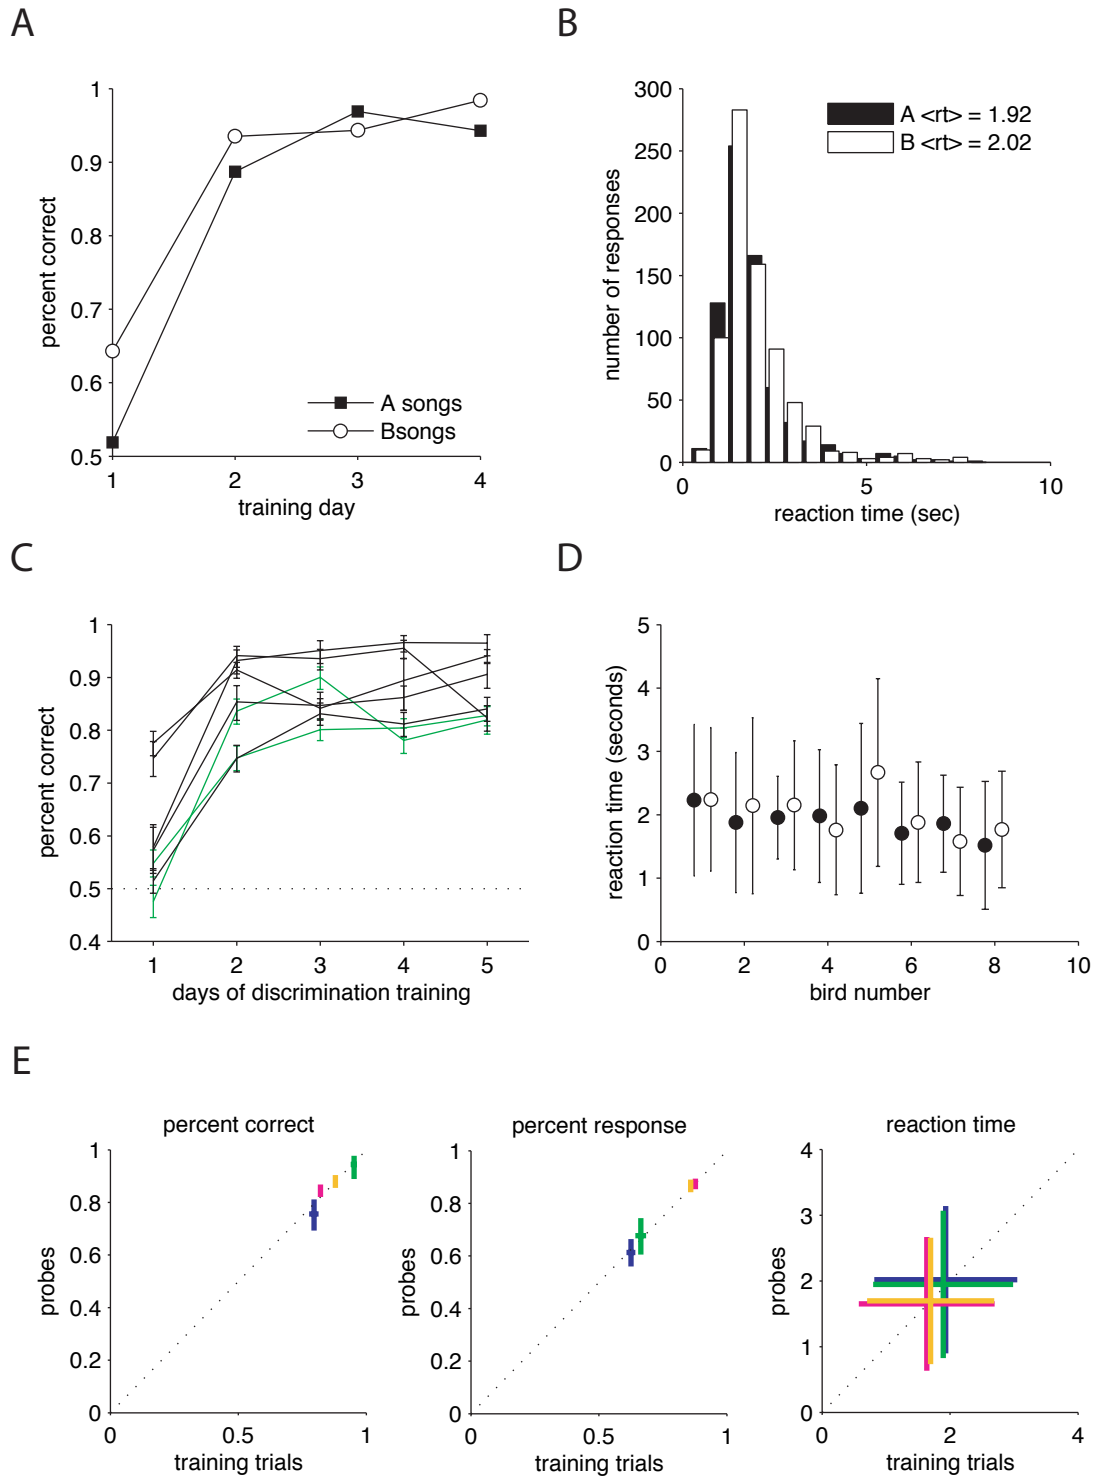 A
B
1
0.9
0.8
0.7
0.6
0.5
percent correct
1 2 3 4
training day
A songs
Bsongs
300
250
200
150
100
50
0
number of responses
0 5 10
reaction time (sec)
A <rt> = 1.92
B <rt> = 2.02
C
D
1
0.9
0.8
0.7
0.6
0.5
0.4
percent correct
1 2 3 4 5
days of discrimination training
5
4
3
2
1
0
reaction time (seconds)
0 2 4 6 8 10
bird number
E
percent correct
1
0.8
0.6
0.4
0.2
0
probes
0 0.5 1
training trials
percent response
1
0.8
0.6
0.4
0.2
0
probes
0 0.5 1
training trials
reaction time
4
3
2
1
0
probes
0 2 4
training trials